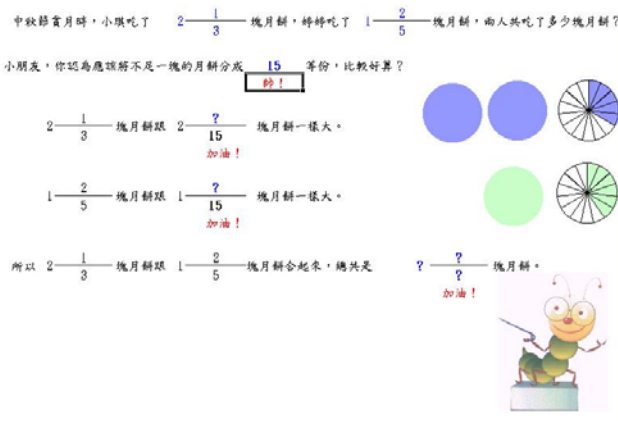 中秋節賞月時，小琪吃了 2 1/3 塊月餅，婷婷吃了 1 2/5 塊月餅，兩人共吃了多少塊月餅？
小朋友，你認為應該將不足一塊的月餅分成 15 等份，比較好算？
帥！
2 1/3 塊月餅跟 2 ?/15 塊月餅一樣大。
加油！
1 2/5 塊月餅跟 1 ?/15 塊月餅一樣大。
加油！
所以 2 1/3 塊月餅跟 1 2/5 塊月餅合起來，總共是 ? ?/? 塊月餅。
加油！